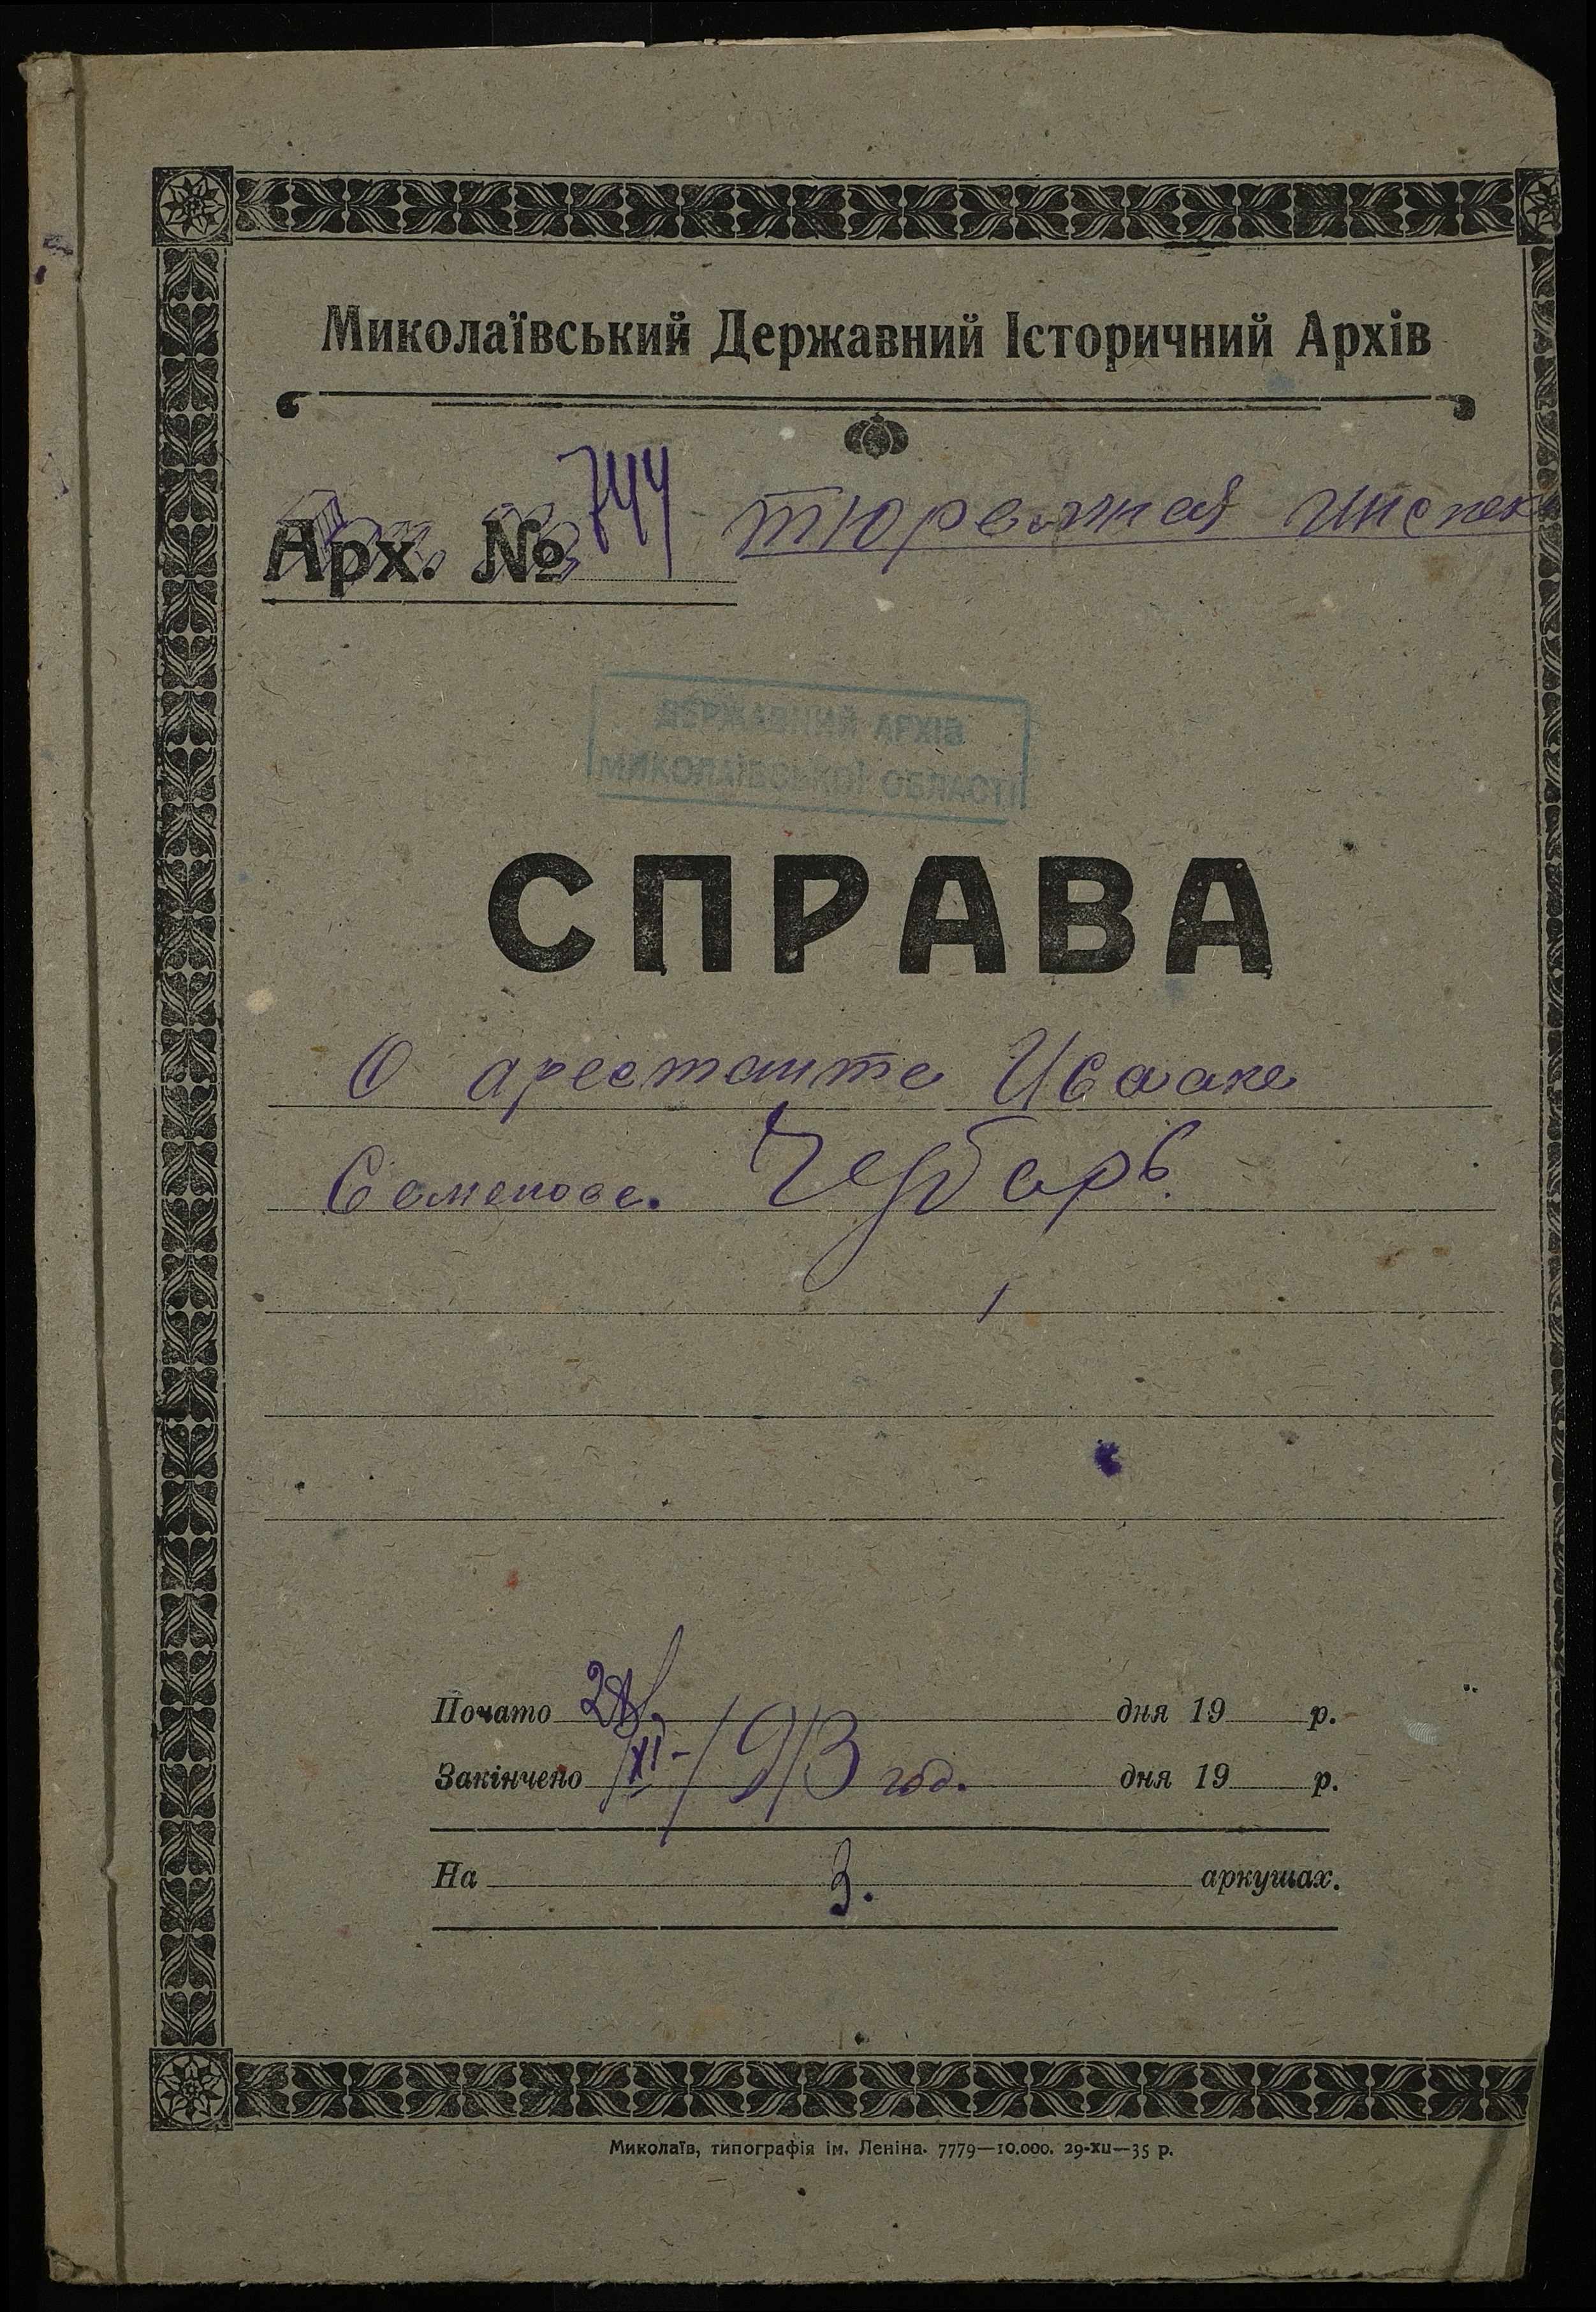 Миколаївський Державний Історичний Архів
Арх. № 744 тюремная инспек
ДЕРЖАВНИЙ АРХІВ
МИКОЛАЇВСЬКОЇ ОБЛАСТІ
СПРАВА
О арестанте Исааке
Семенове. Чубарь
Почато дня 19 р.
Закінчено XI - 1913 год. дня 19 р.
На 3. аркушах.
Миколаїв, типографія ім. Леніна. 7779—10.000. 29-XII—35 р.